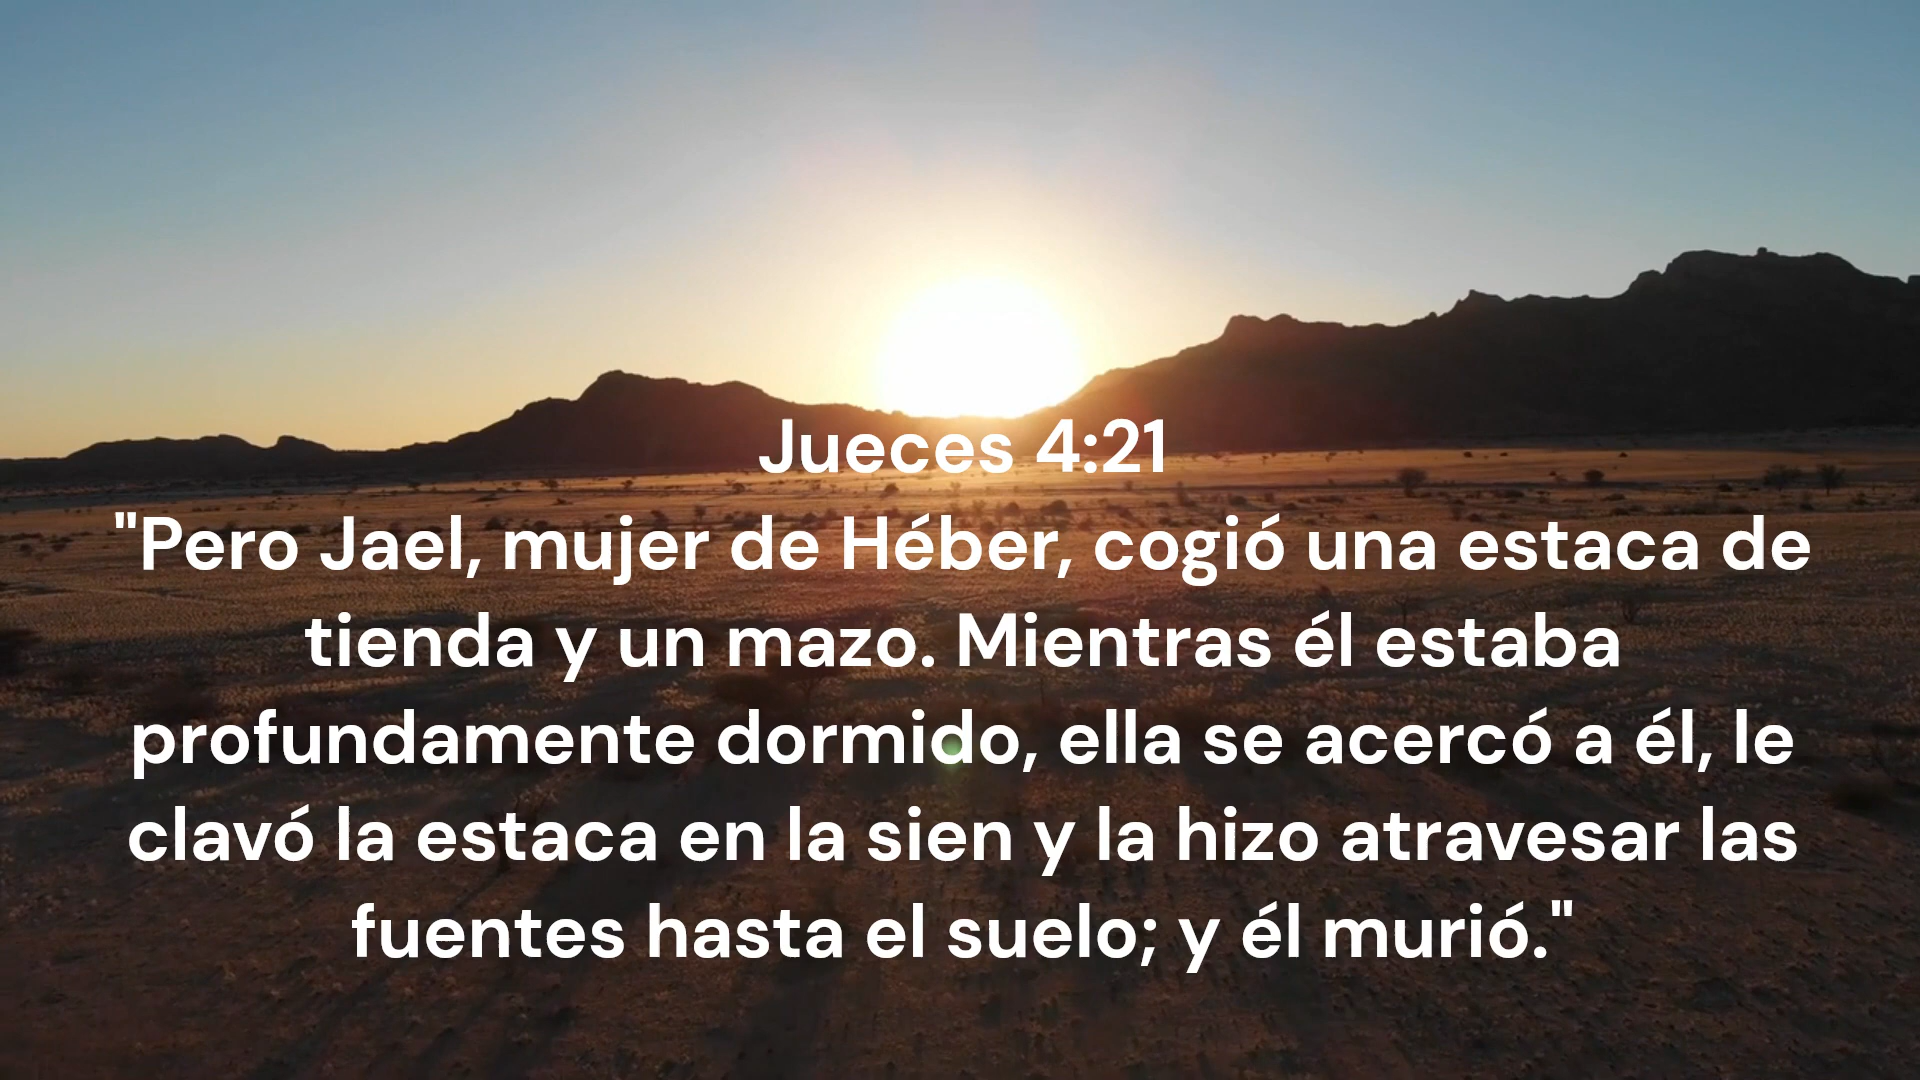 Jueces 4:21
"Pero Jael, mujer de Héber, cogió una estaca de
tienda y un mazo. Mientras él estaba
profundamente dormido, ella se acercó a él, le
clavó la estaca en la sien y la hizo atravesar las
fuentes hasta el suelo; y él murió."